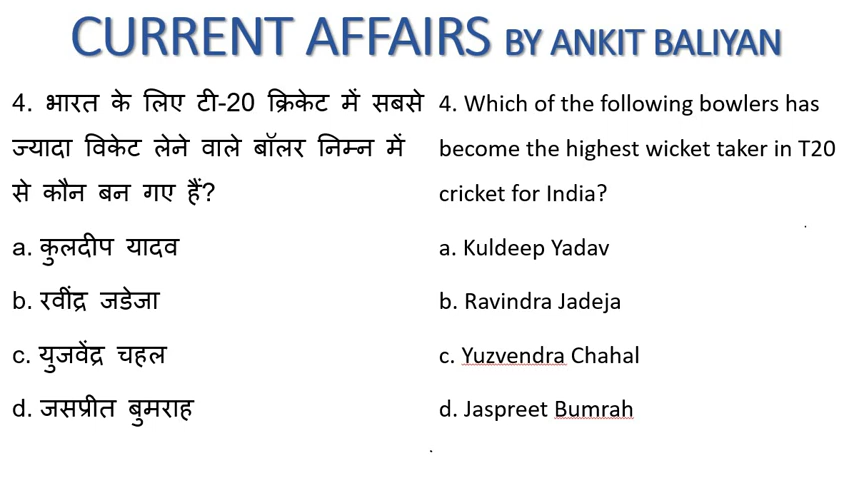 CURRENT AFFAIRS BY ANKIT BALIYAN
4. भारत के लिए टी-20 क्रिकेट में सबसे
ज्यादा विकेट लेने वाले बॉलर निम्न में
से कौन बन गए हैं?
a. कुलदीप यादव
b. रवींद्र जडेजा
c. युजवेंद्र चहल
d. जसप्रीत बुमराह
4. Which of the following bowlers has
become the highest wicket taker in T20
cricket for India?
a. Kuldeep Yadav
b. Ravindra Jadeja
c. Yuzvendra Chahal
d. Jaspreet Bumrah